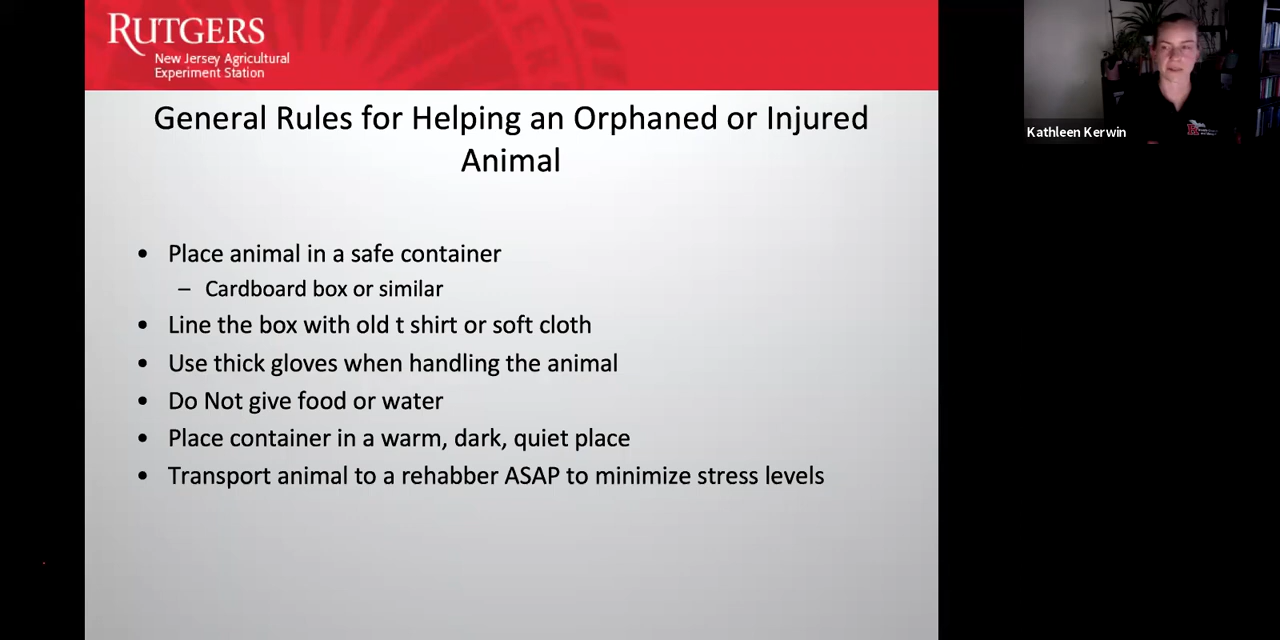 RUTGERS
New Jersey Agricultural
Experiment Station
General Rules for Helping an Orphaned or Injured
Animal
• Place animal in a safe container
– Cardboard box or similar
• Line the box with old t shirt or soft cloth
• Use thick gloves when handling the animal
• Do Not give food or water
• Place container in a warm, dark, quiet place
• Transport animal to a rehabber ASAP to minimize stress levels
Kathleen Kerwin